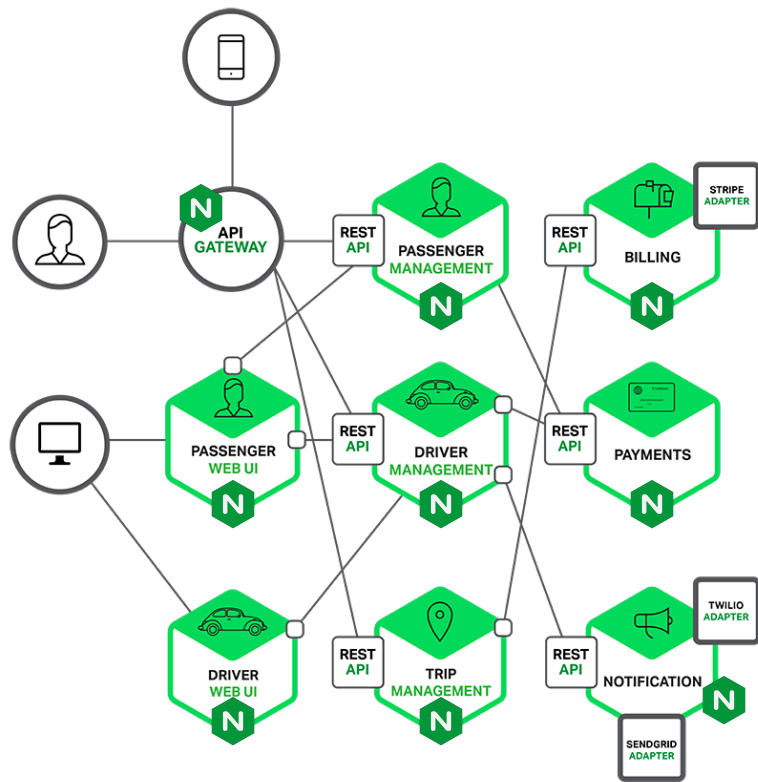 N
API
GATEWAY
REST
API
PASSENGER
MANAGEMENT
N
REST
API
BILLING
STRIPE
ADAPTER
N
PASSENGER
WEB UI
N
REST
API
DRIVER
MANAGEMENT
N
REST
API
PAYMENTS
N
DRIVER
WEB UI
N
REST
API
TRIP
MANAGEMENT
N
REST
API
NOTIFICATION
TWILIO
ADAPTER
N
SENDGRID
ADAPTER